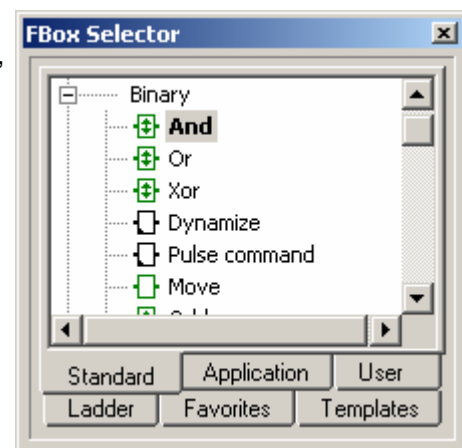 FBox Selector
,
Binary
And
Or
Xor
Dynamize
Pulse command
Move
Standard Application User
Ladder Favorites Templates